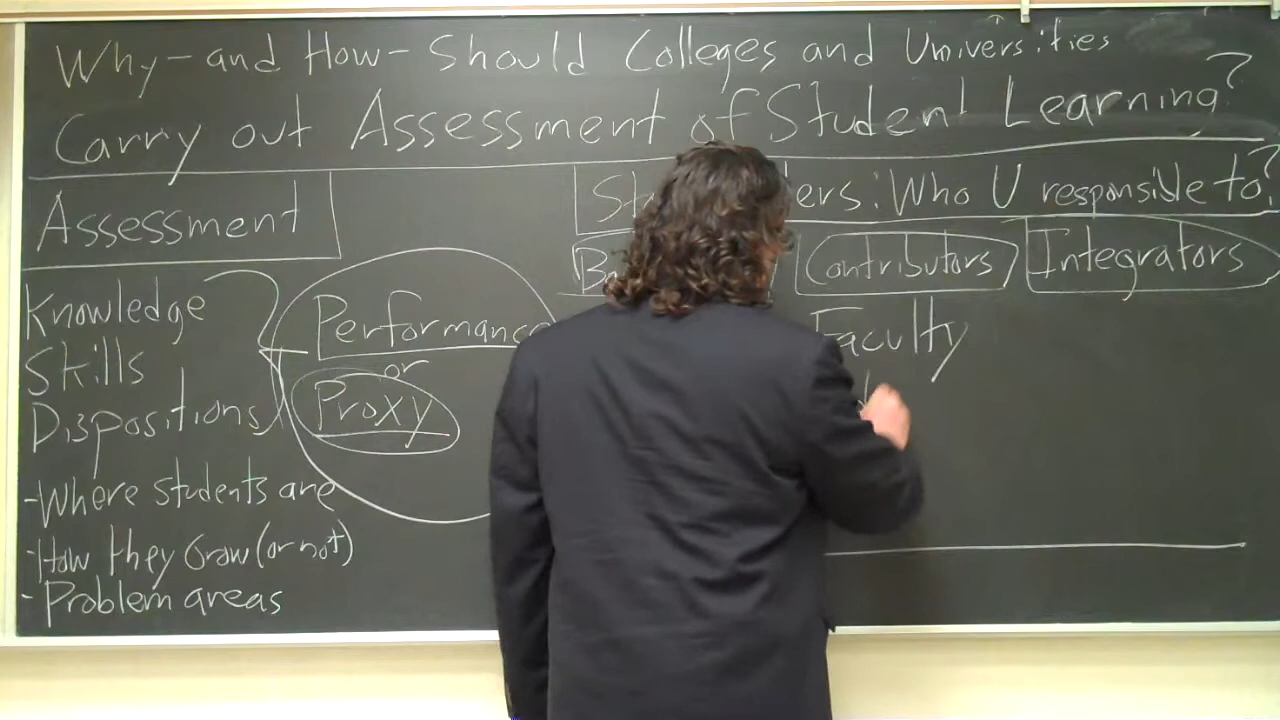 Why-and How-Should Colleges and Universities
Carry out Assessment of Student Learning?
Assessment
Who U responsible to?
Contributors
Integrators
Knowledge
Skills
Dispositions
Performance
or
Proxy
Faculty
-Where students are
-How they Grow (or not)
-Problem areas